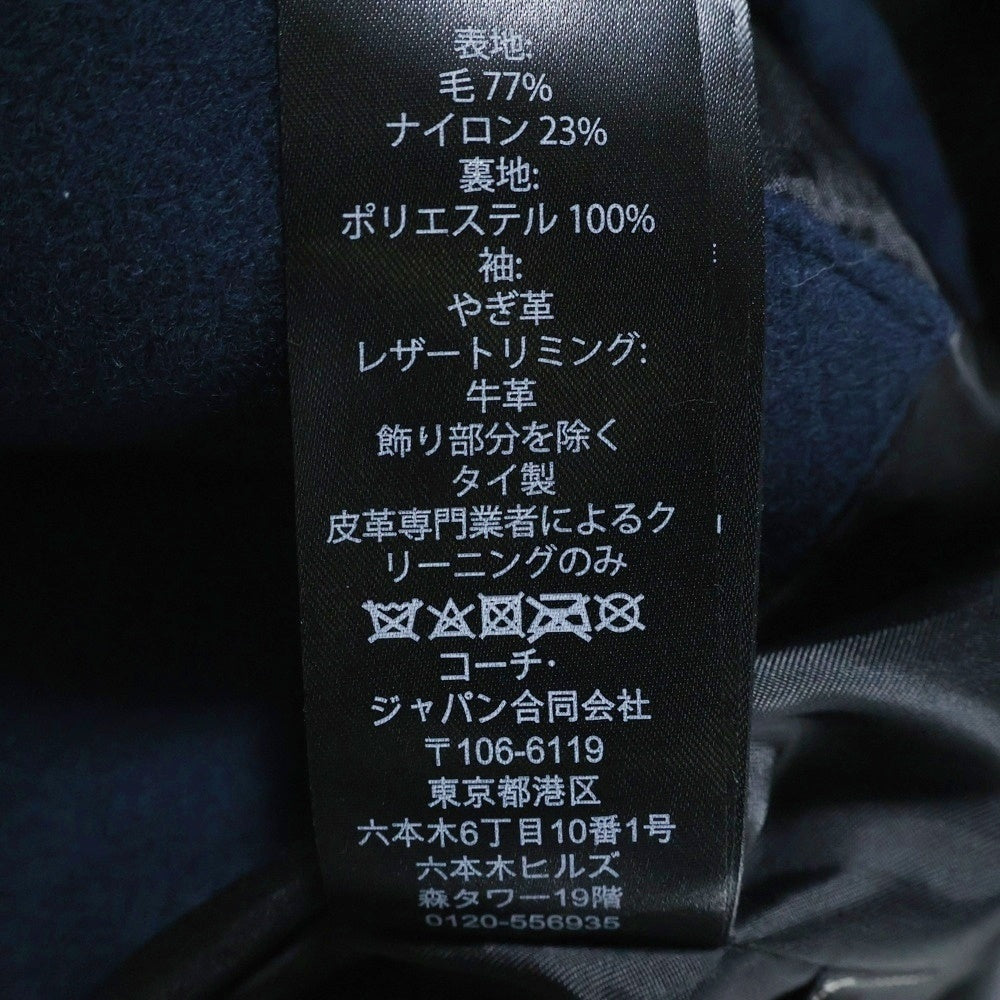 表地:
毛 77%
ナイロン 23%
裏地:
ポリエステル 100%
袖:
やぎ革
レザートリミング:
牛革
飾り部分を除く
タイ製
皮革専門業者によるク
リーニングのみ
コーチ・
ジャパン合同会社
〒106-6119
東京都港区
六本木6丁目10番1号
六本木ヒルズ
森タワー19階
0120-556935